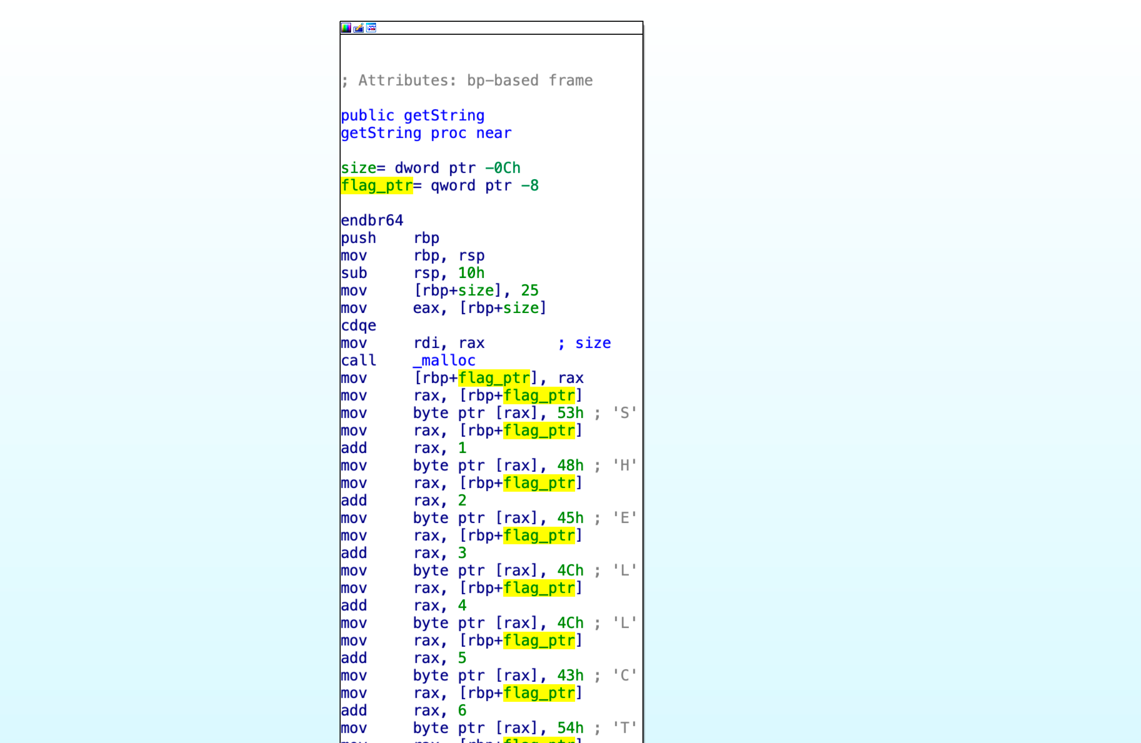 ; Attributes: bp-based frame
public getString
getString proc near
size= dword ptr -0Ch
flag_ptr= qword ptr -8
endbr64
push rbp
mov rbp, rsp
sub rsp, 10h
mov [rbp+size], 25
mov eax, [rbp+size]
cdqe
mov rdi, rax ; size
call _malloc
mov [rbp+flag_ptr], rax
mov rax, [rbp+flag_ptr]
mov byte ptr [rax], 53h ; 'S'
mov rax, [rbp+flag_ptr]
add rax, 1
mov byte ptr [rax], 48h ; 'H'
mov rax, [rbp+flag_ptr]
add rax, 2
mov byte ptr [rax], 45h ; 'E'
mov rax, [rbp+flag_ptr]
add rax, 3
mov byte ptr [rax], 4Ch ; 'L'
mov rax, [rbp+flag_ptr]
add rax, 4
mov byte ptr [rax], 4Ch ; 'L'
mov rax, [rbp+flag_ptr]
add rax, 5
mov byte ptr [rax], 43h ; 'C'
mov rax, [rbp+flag_ptr]
add rax, 6
mov byte ptr [rax], 54h ; 'T'